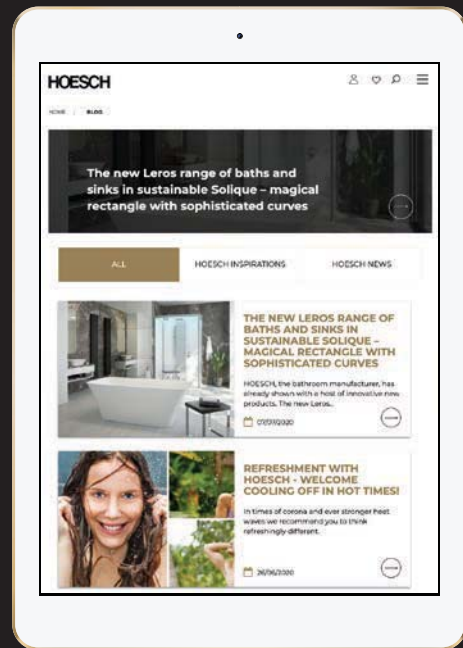 HOESCH
HOME | BLOG
The new Leros range of baths and
sinks in sustainable Solique – magical
rectangle with sophisticated curves
ALL
HOESCH INSPIRATIONS
HOESCH NEWS
THE NEW LEROS RANGE OF
BATHS AND SINKS IN
SUSTAINABLE SOLIQUE –
MAGICAL RECTANGLE WITH
SOPHISTICATED CURVES
HOESCH, the bathroom manufacturer, has
already shown with a host of innovative new
products. The new Leros...
07/07/2020
REFRESHMENT WITH
HOESCH - WELCOME
COOLING OFF IN HOT TIMES!
In times of corona and ever stronger heat
waves we recommend you to think
refreshingly different.
26/06/2020